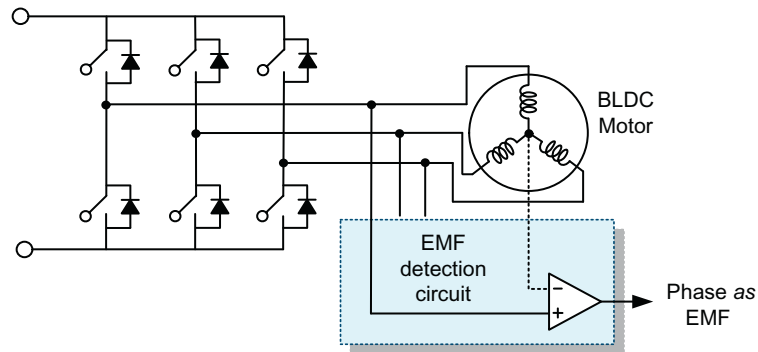 BLDC
Motor
EMF
detection
circuit
−
+
Phase as
EMF